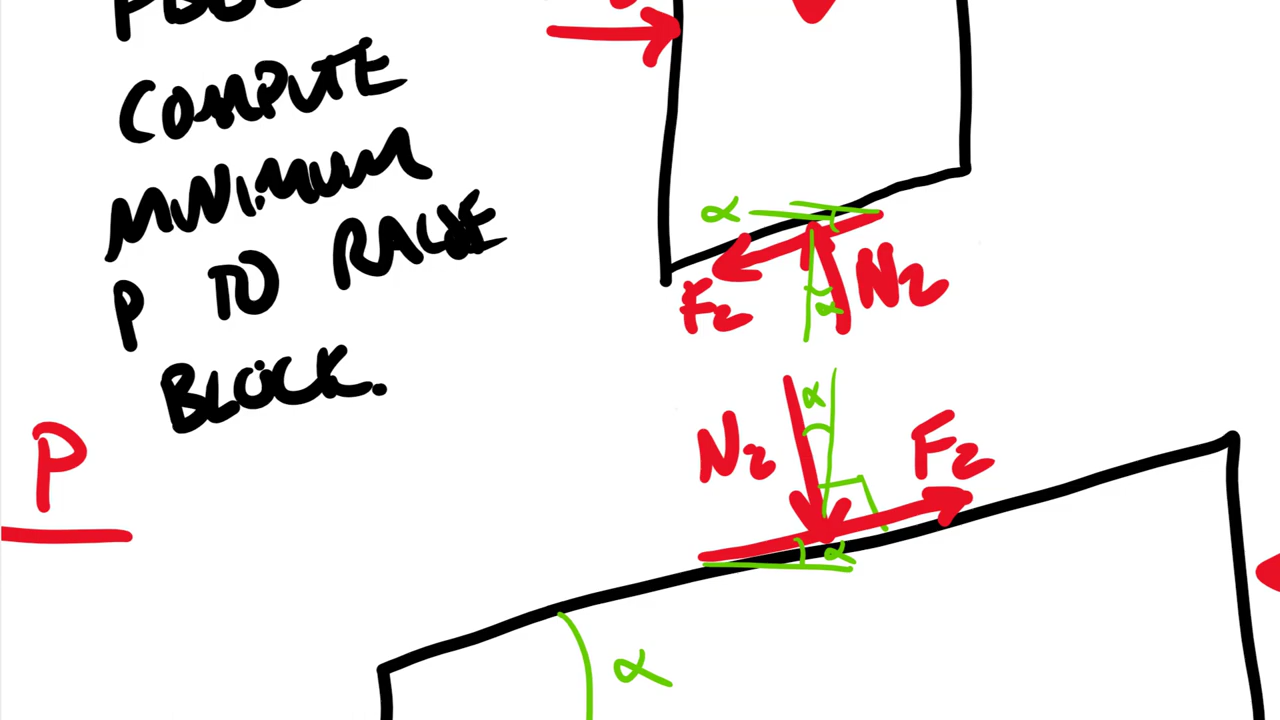 COMPUTE
MINIMUM
P TO RAISE
BLOCK.
P
α
F2
α
N2
α
N2
F2
α
α